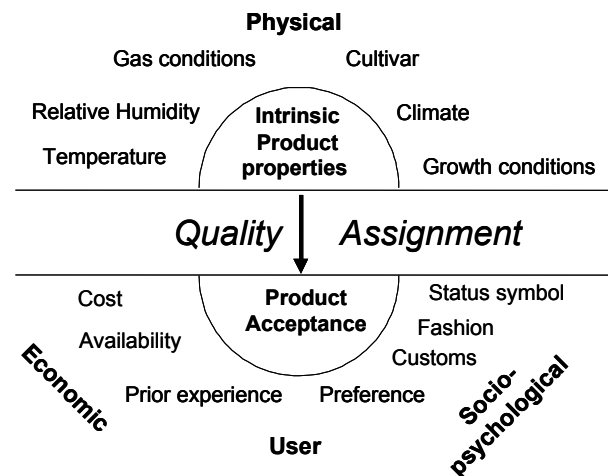 Physical
Gas conditions
Cultivar
Relative Humidity
Intrinsic
Product
properties
Climate
Temperature
Growth conditions
Quality Assignment
Cost
Product
Acceptance
Status symbol
Availability
Fashion
Customs
Economic
Prior experience
Preference
Socio-
psychological
User